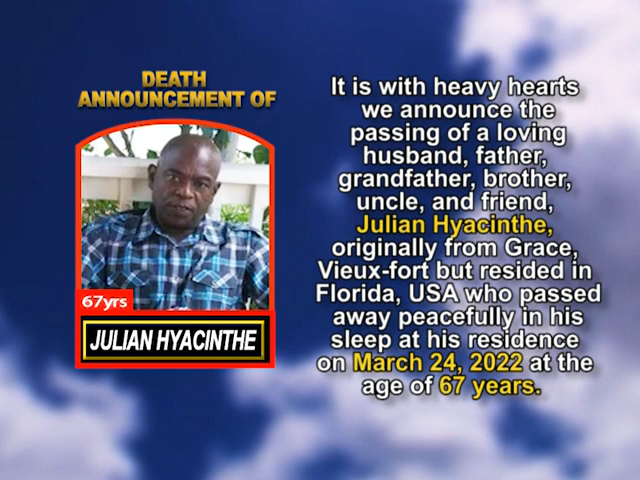 DEATH
ANNOUNCEMENT OF
67yrs
JULIAN HYACINTHE
It is with heavy hearts
we announce the
passing of a loving
husband, father,
grandfather, brother,
uncle, and friend,
Julian Hyacinthe,
originally from Grace,
Vieux-fort but resided in
Florida, USA who passed
away peacefully in his
sleep at his residence
on March 24, 2022 at the
age of 67 years.